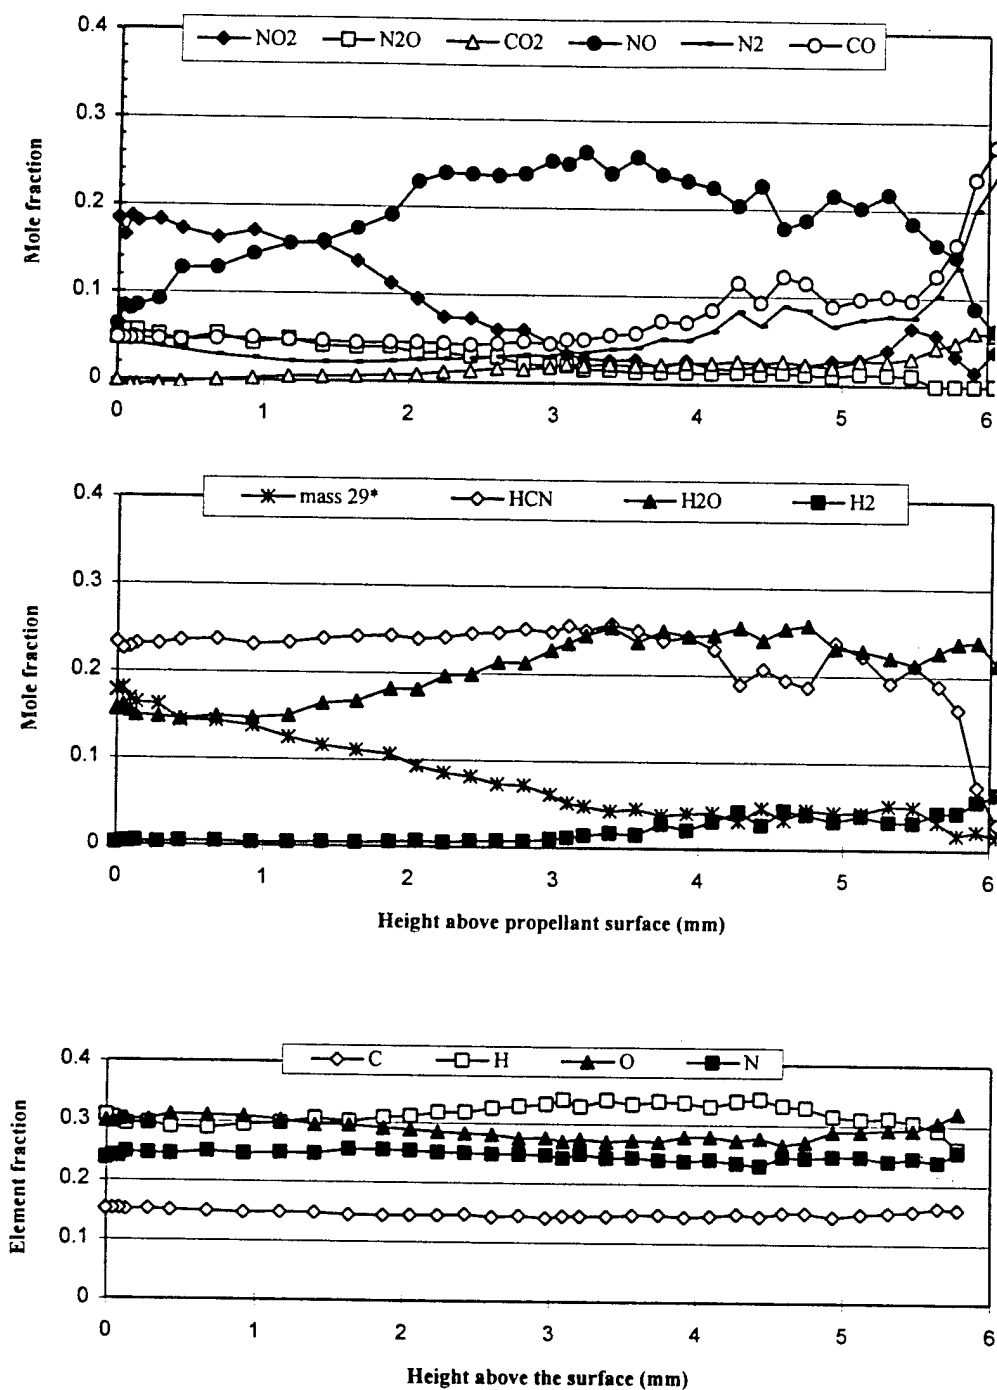 0.4
NO2 N2O CO2 NO N2 CO
0.3
0.2
0.1
0
Mole fraction
0 1 2 3 4 5 6
0.4
mass 29* HCN H2O H2
0.3
0.2
0.1
0
Mole fraction
0 1 2 3 4 5 6
Height above propellant surface (mm)
0.4
C H O N
0.3
0.2
0.1
0
Element fraction
0 1 2 3 4 5 6
Height above the surface (mm)